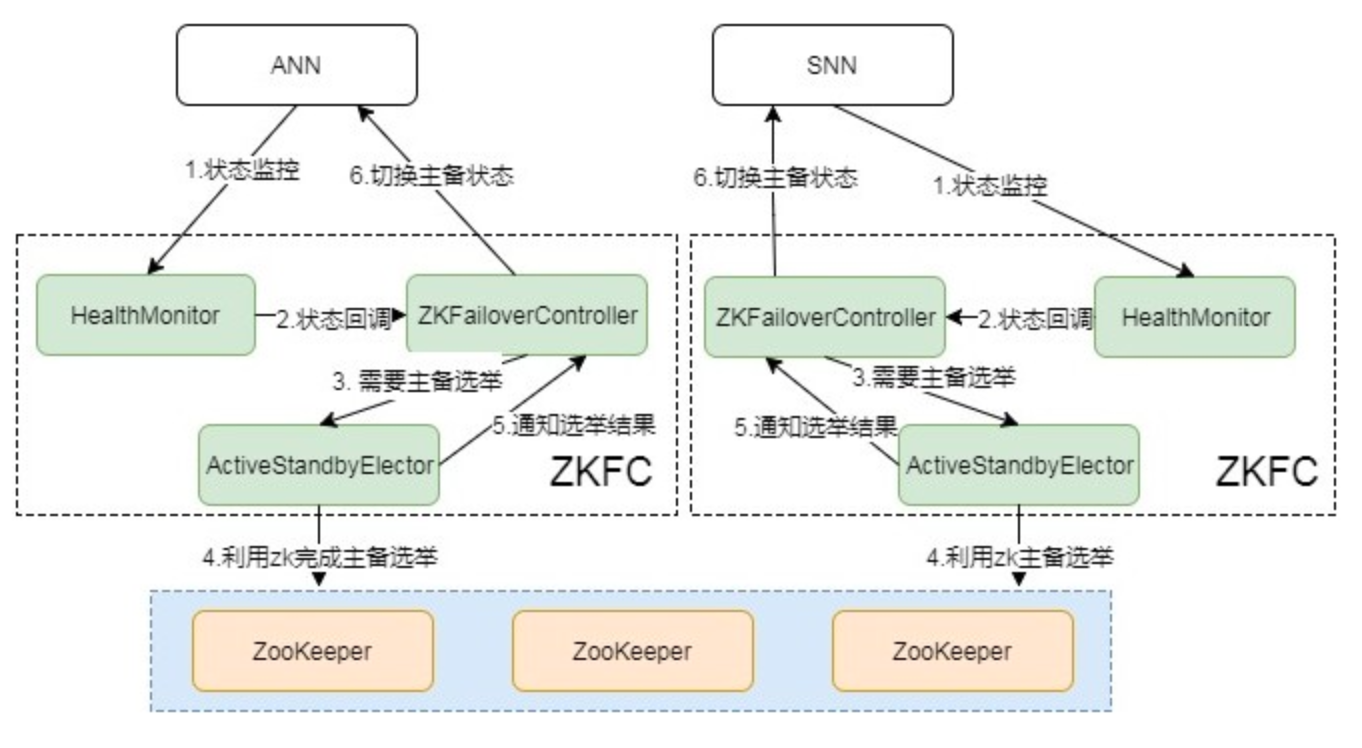 ANN
SNN
1.状态监控
6.切换主备状态
6.切换主备状态
1.状态监控
HealthMonitor
2.状态回调
ZKFailoverController
ZKFailoverController
2.状态回调
HealthMonitor
3. 需要主备选举
3.需要主备选举
5.通知选举结果
5.通知选举结果
ActiveStandbyElector
ZKFC
ActiveStandbyElector
ZKFC
4.利用zk完成主备选举
4.利用zk主备选举
ZooKeeper
ZooKeeper
ZooKeeper